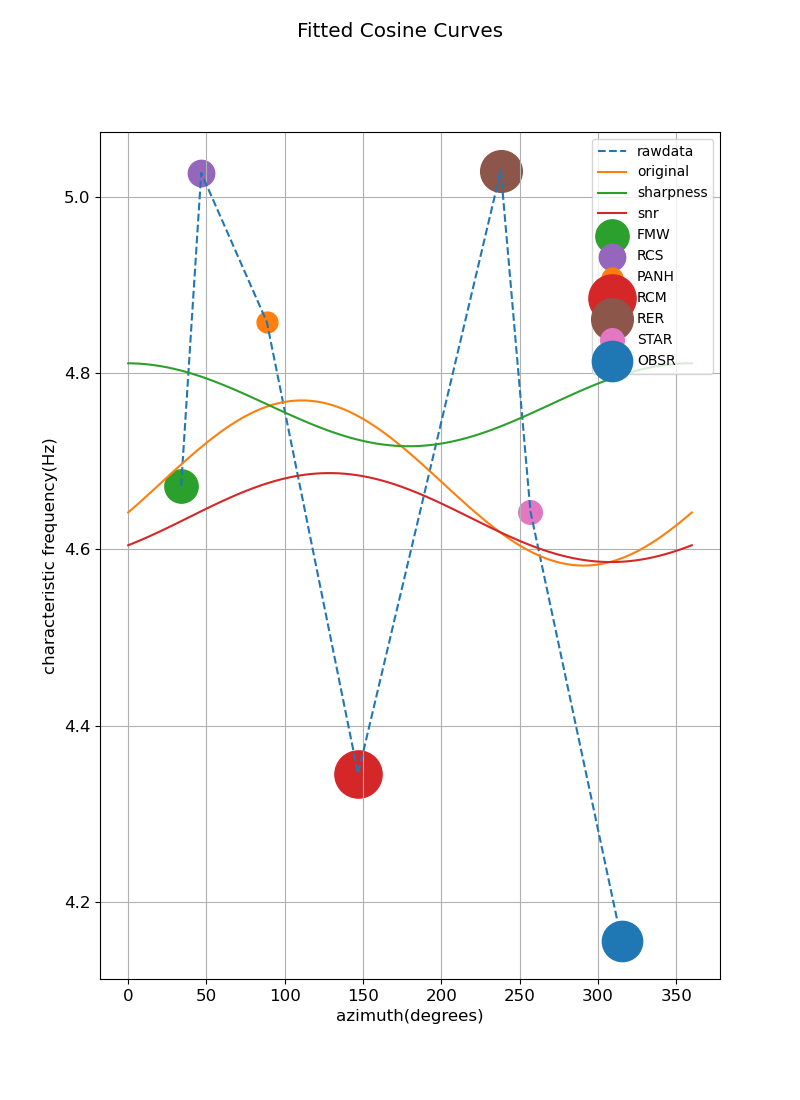 Fitted Cosine Curves
rawdata
original
sharpness
snr
FMW
RCS
PANH
RCM
RER
STAR
OBSR
5.0
4.8
4.6
4.4
4.2
characteristic frequency(Hz)
0 50 100 150 200 250 300 350
azimuth(degrees)